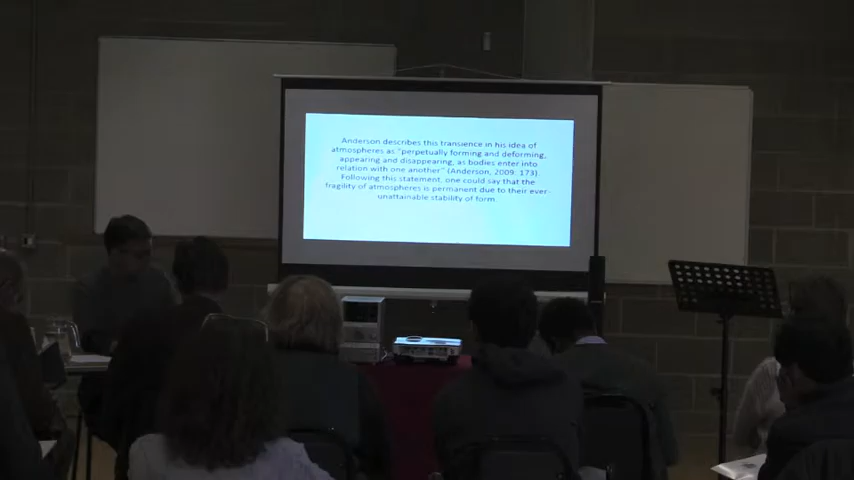 Anderson describes this transience in his idea of
atmospheres as "perpetually forming and deforming,
appearing and disappearing, as bodies enter into
relation with one another" (Anderson, 2009: 173).
Following this statement, one could say that the
fragility of atmospheres is permanent due to their ever-
unattainable stability of form.